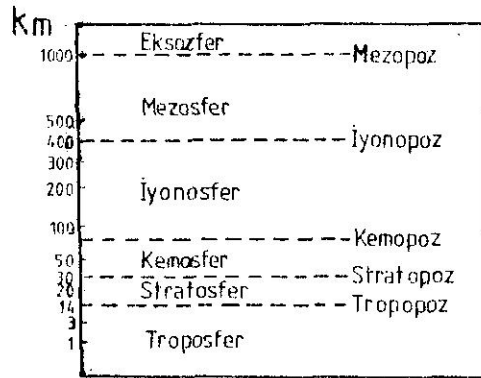 km
Eksozfer
1000 Mezopoz
Mezosfer
500
400 İyonopoz
300
200 İyonosfer
100
Kemopoz
50 Kemosfer
30 Stratopoz
20 Stratosfer
14 Tropopoz
3
1 Troposfer